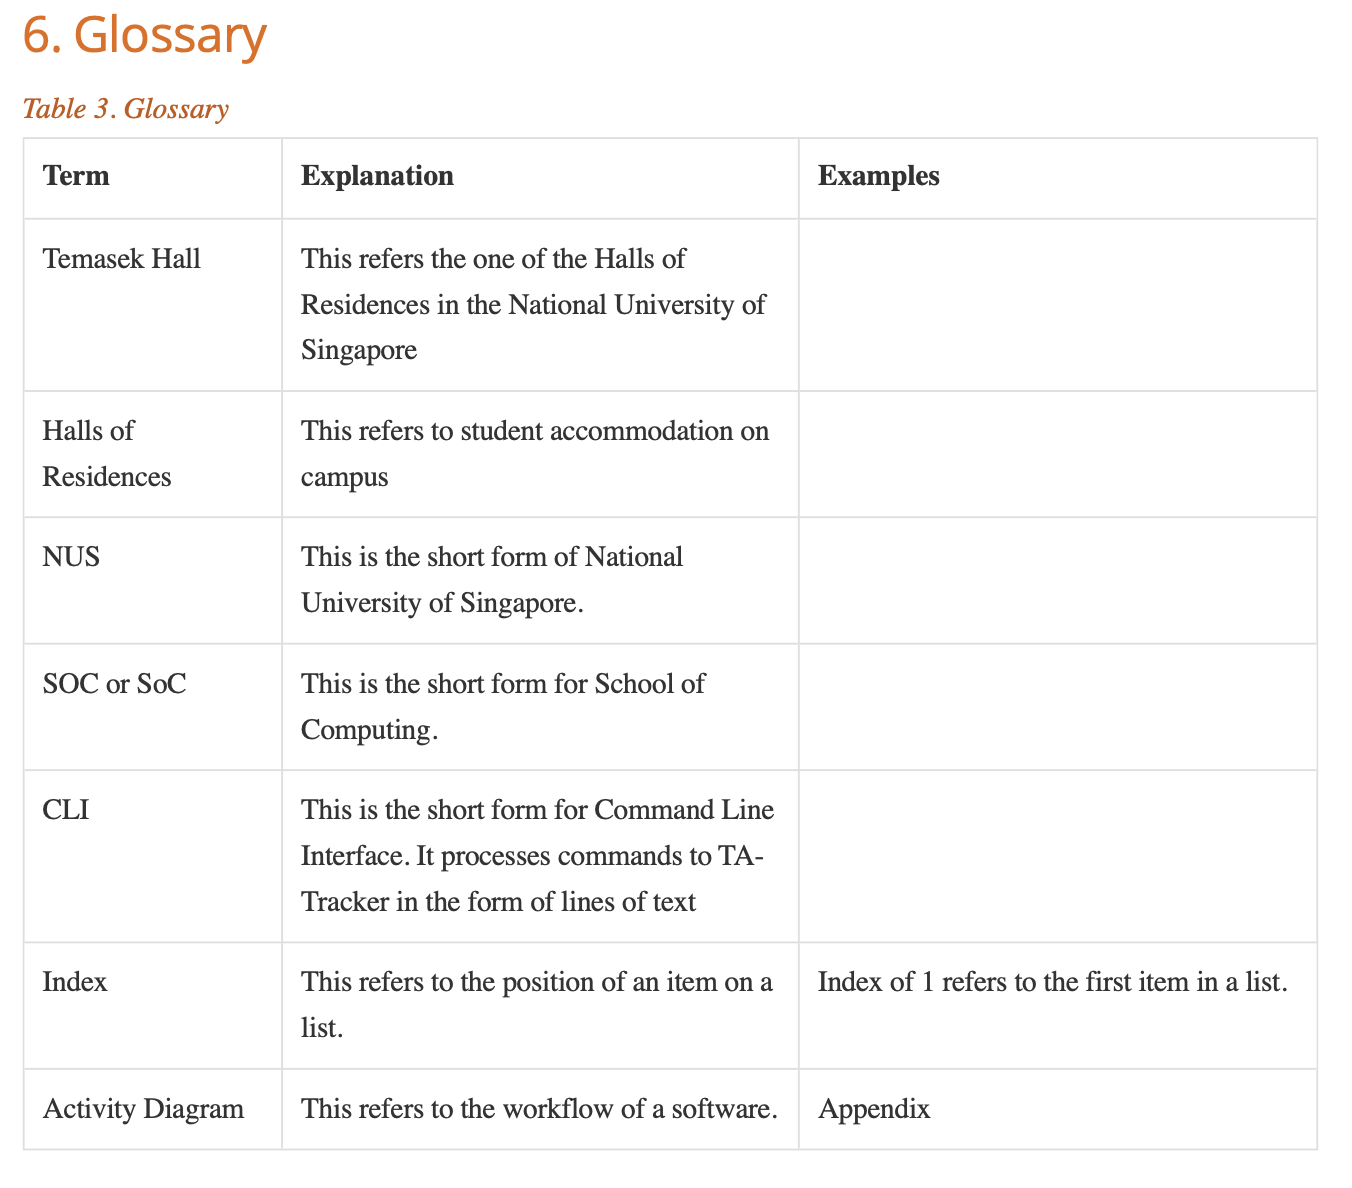 6. Glossary
Table 3. Glossary
Term Explanation Examples
Temasek Hall This refers the one of the Halls of
Residences in the National University of
Singapore
Halls of This refers to student accommodation on
Residences campus
NUS This is the short form of National
University of Singapore.
SOC or SoC This is the short form for School of
Computing.
CLI This is the short form for Command Line
Interface. It processes commands to TA-
Tracker in the form of lines of text
Index This refers to the position of an item on a Index of 1 refers to the first item in a list.
list.
Activity Diagram This refers to the workflow of a software. Appendix